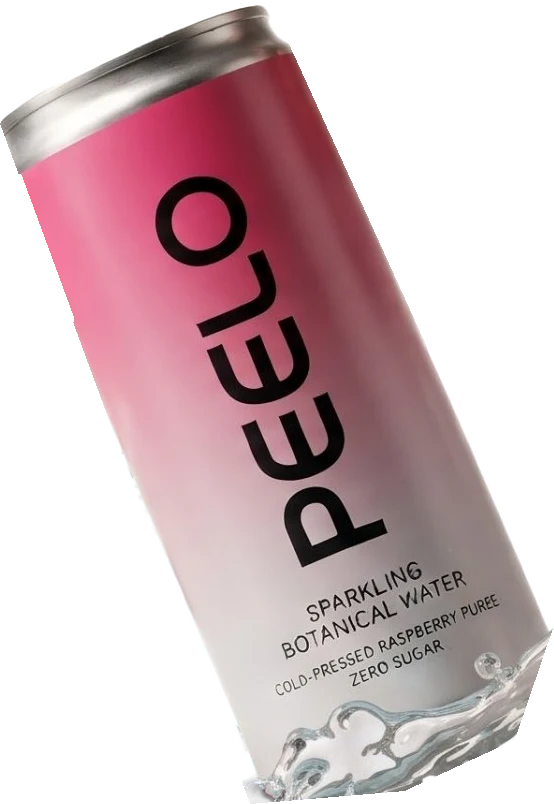 PEELO
SPARKLING
BOTANICAL WATER
COLD-PRESSED RASPBERRY PUREE
ZERO SUGAR